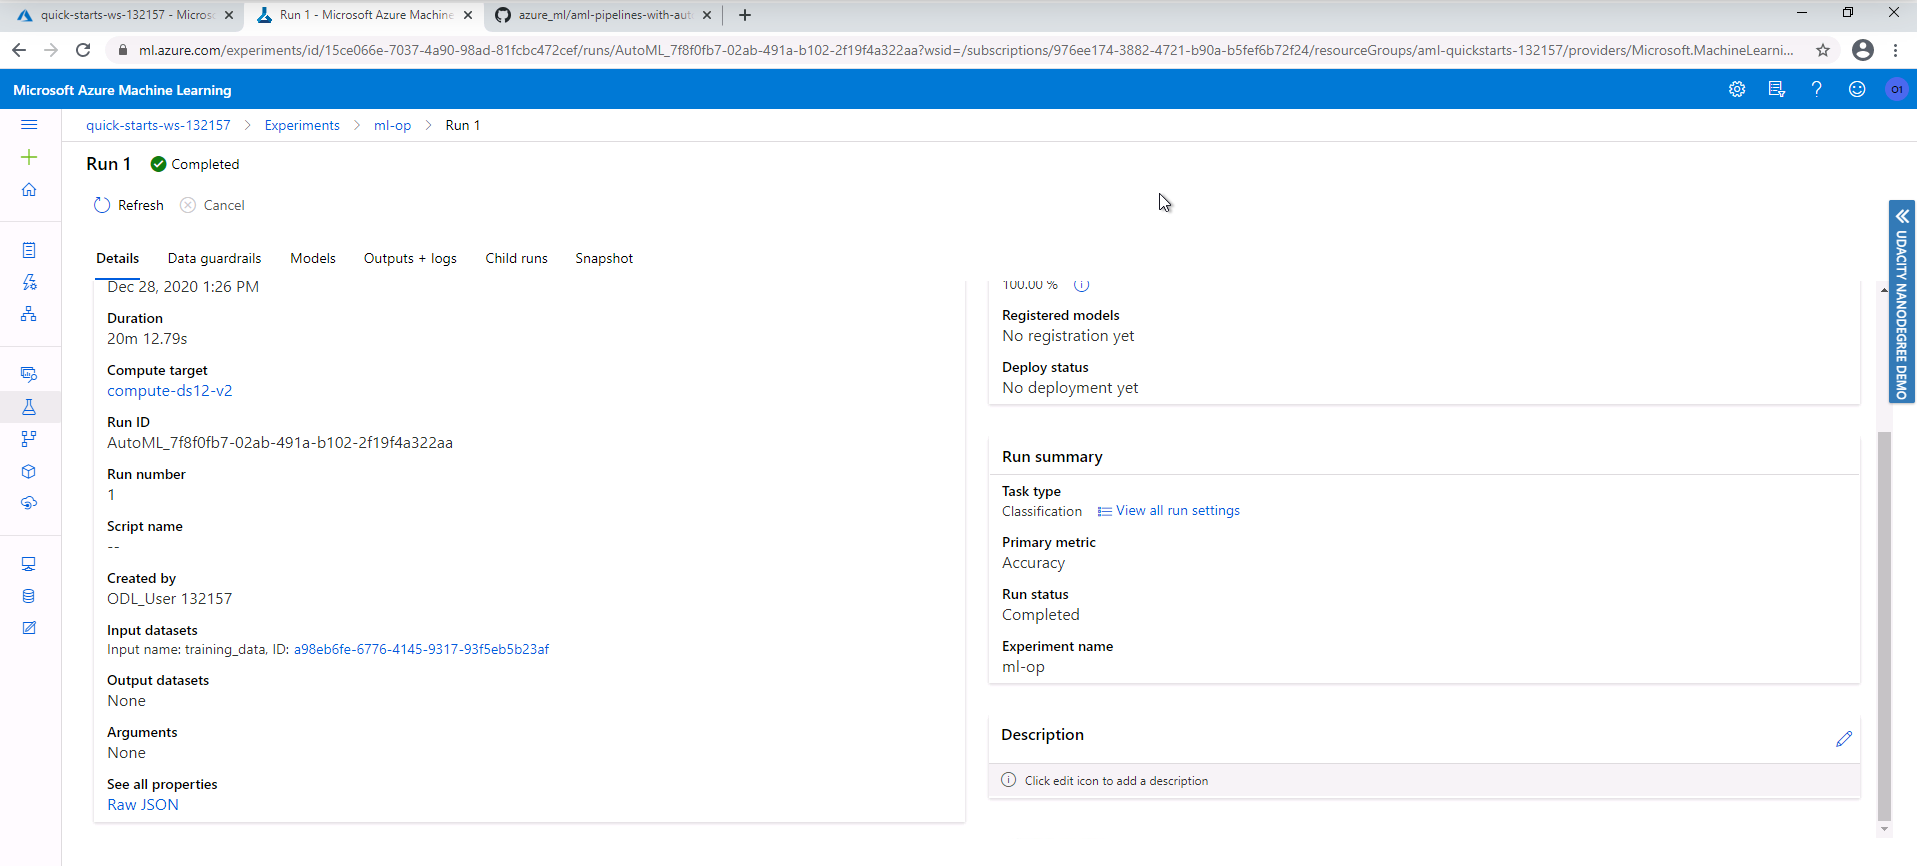 quick-starts-ws-132157 - Micros
Run 1 - Microsoft Azure Machine
azure_ml/aml-pipelines-with-aut
ml.azure.com/experiments/id/15ce066e-7037-4a90-98ad-81fcbc472cef/runs/AutoML_7f8f0fb7-02ab-491a-b102-2f19f4a322aa?wsid=/subscriptions/976ee174-3882-4721-b90a-b5fef6b72f24/resourceGroups/aml-quickstarts-132157/providers/Microsoft.MachineLearni...
Microsoft Azure Machine Learning
O1
quick-starts-ws-132157 > Experiments > ml-op > Run 1
Run 1 Completed
Refresh Cancel
Details Data guardrails Models Outputs + logs Child runs Snapshot
Dec 28, 2020 1:26 PM
Duration
20m 12.79s
Compute target
compute-ds12-v2
Run ID
AutoML_7f8f0fb7-02ab-491a-b102-2f19f4a322aa
Run number
1
Script name
--
Created by
ODL_User 132157
Input datasets
Input name: training_data, ID: a98eb6fe-6776-4145-9317-93f5eb5b23af
Output datasets
None
Arguments
None
See all properties
Raw JSON
100.00 %
Registered models
No registration yet
Deploy status
No deployment yet
Run summary
Task type
Classification View all run settings
Primary metric
Accuracy
Run status
Completed
Experiment name
ml-op
Description
Click edit icon to add a description
UDACITY NANODEGREE DEMO